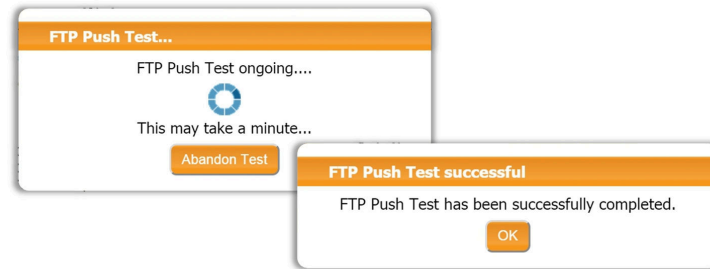 FTP Push Test...
FTP Push Test ongoing....
This may take a minute...
Abandon Test
FTP Push Test successful
FTP Push Test has been successfully completed.
OK